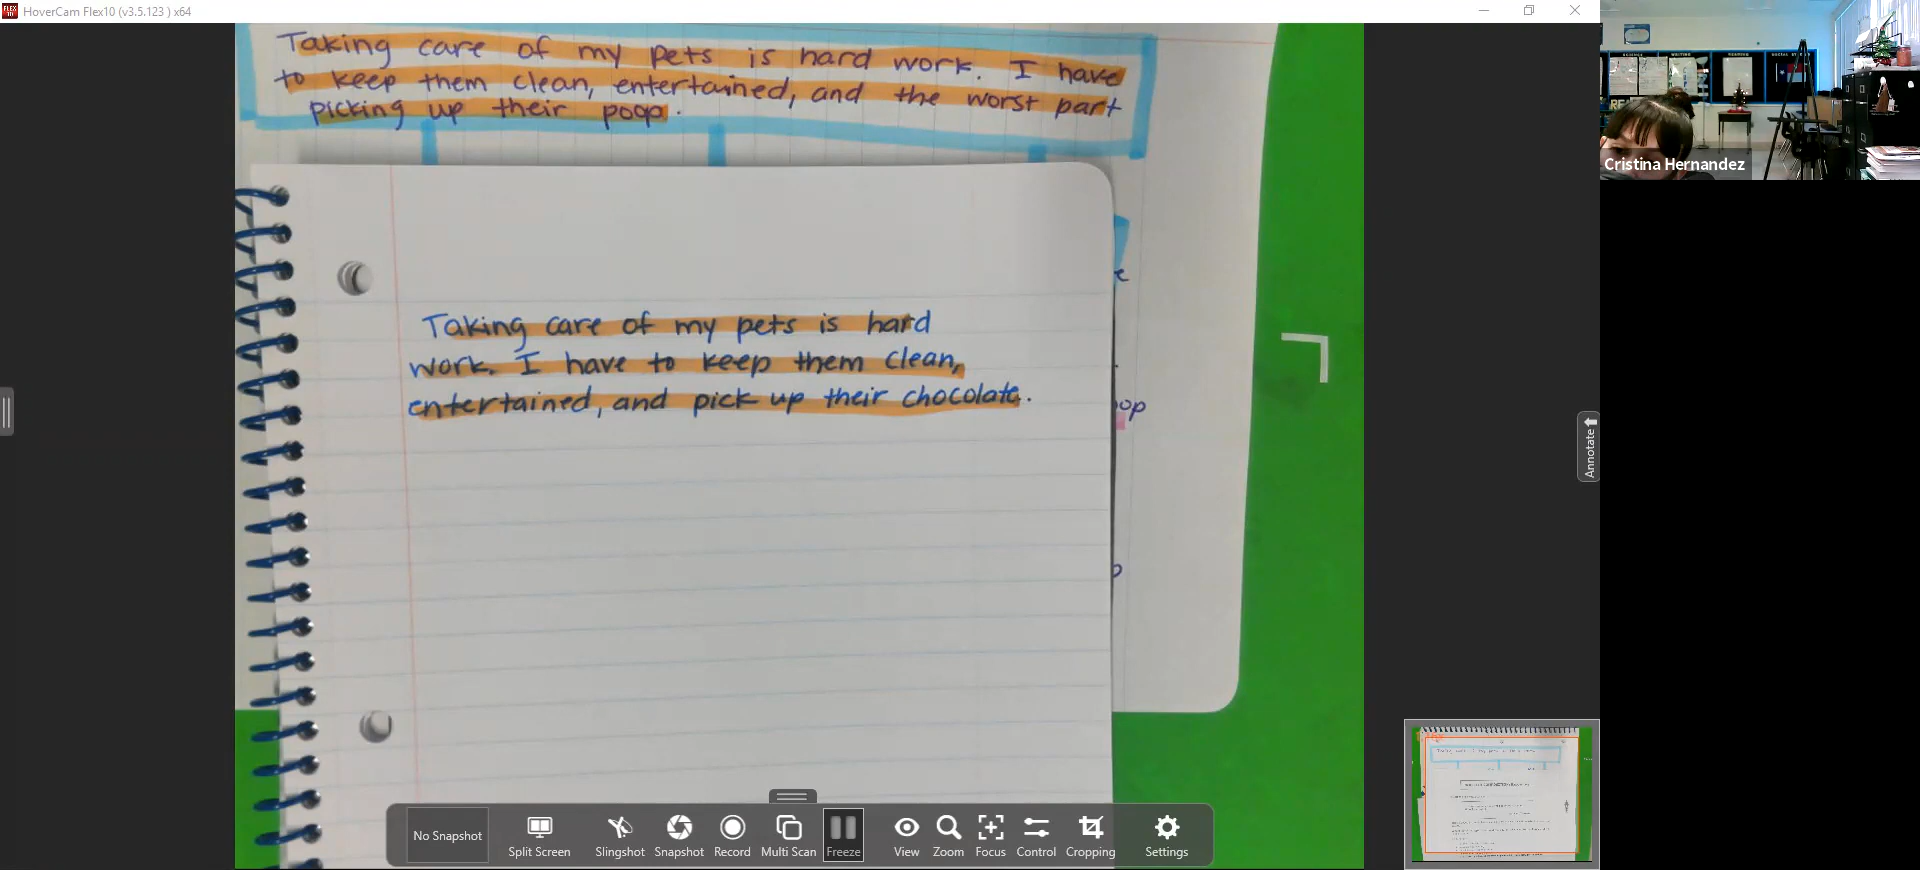 HoverCam Flex10 (v3.5.123) x64
Taking care of my pets is hard work. I have
to keep them clean, entertained, and the worst part
picking up their poop.
Taking care of my pets is hard
work. I have to keep them clean,
entertained, and pick up their chocolate.
oop
Annotate
No Snapshot
Split Screen
Slingshot
Snapshot
Record
Multi Scan
Freeze
View
Zoom
Focus
Control
Cropping
Settings
Cristina Hernandez